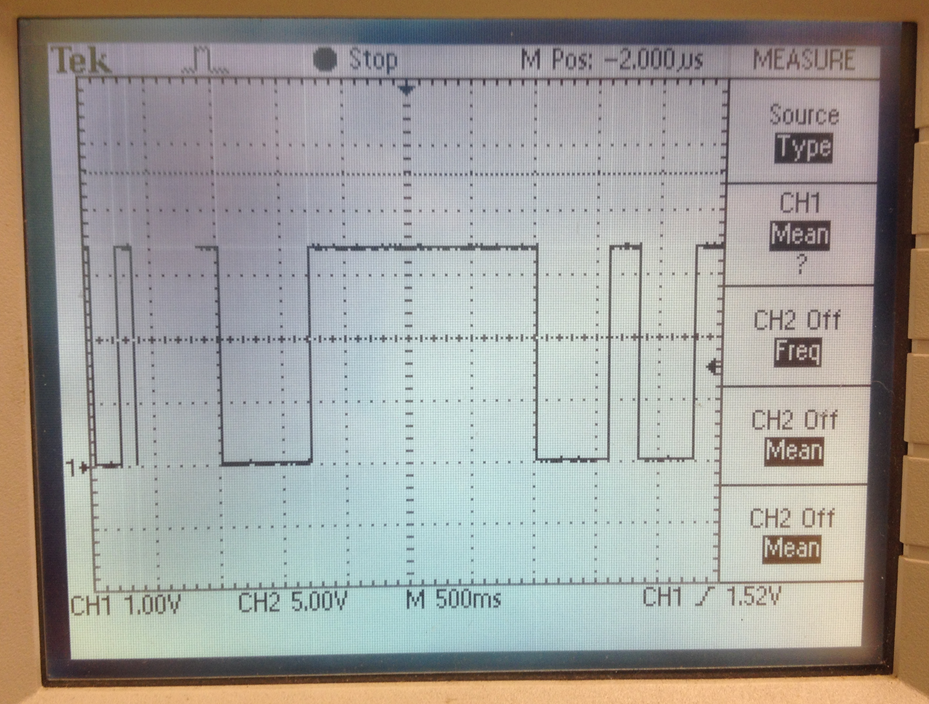 Tek Stop M Pos: -2.000µs MEASURE
Source
Type
CH1
Mean
?
CH2 Off
Freq
CH2 Off
Mean
CH2 Off
Mean
1
CH1 1.00V CH2 5.00V M 500ms CH1 1.52V